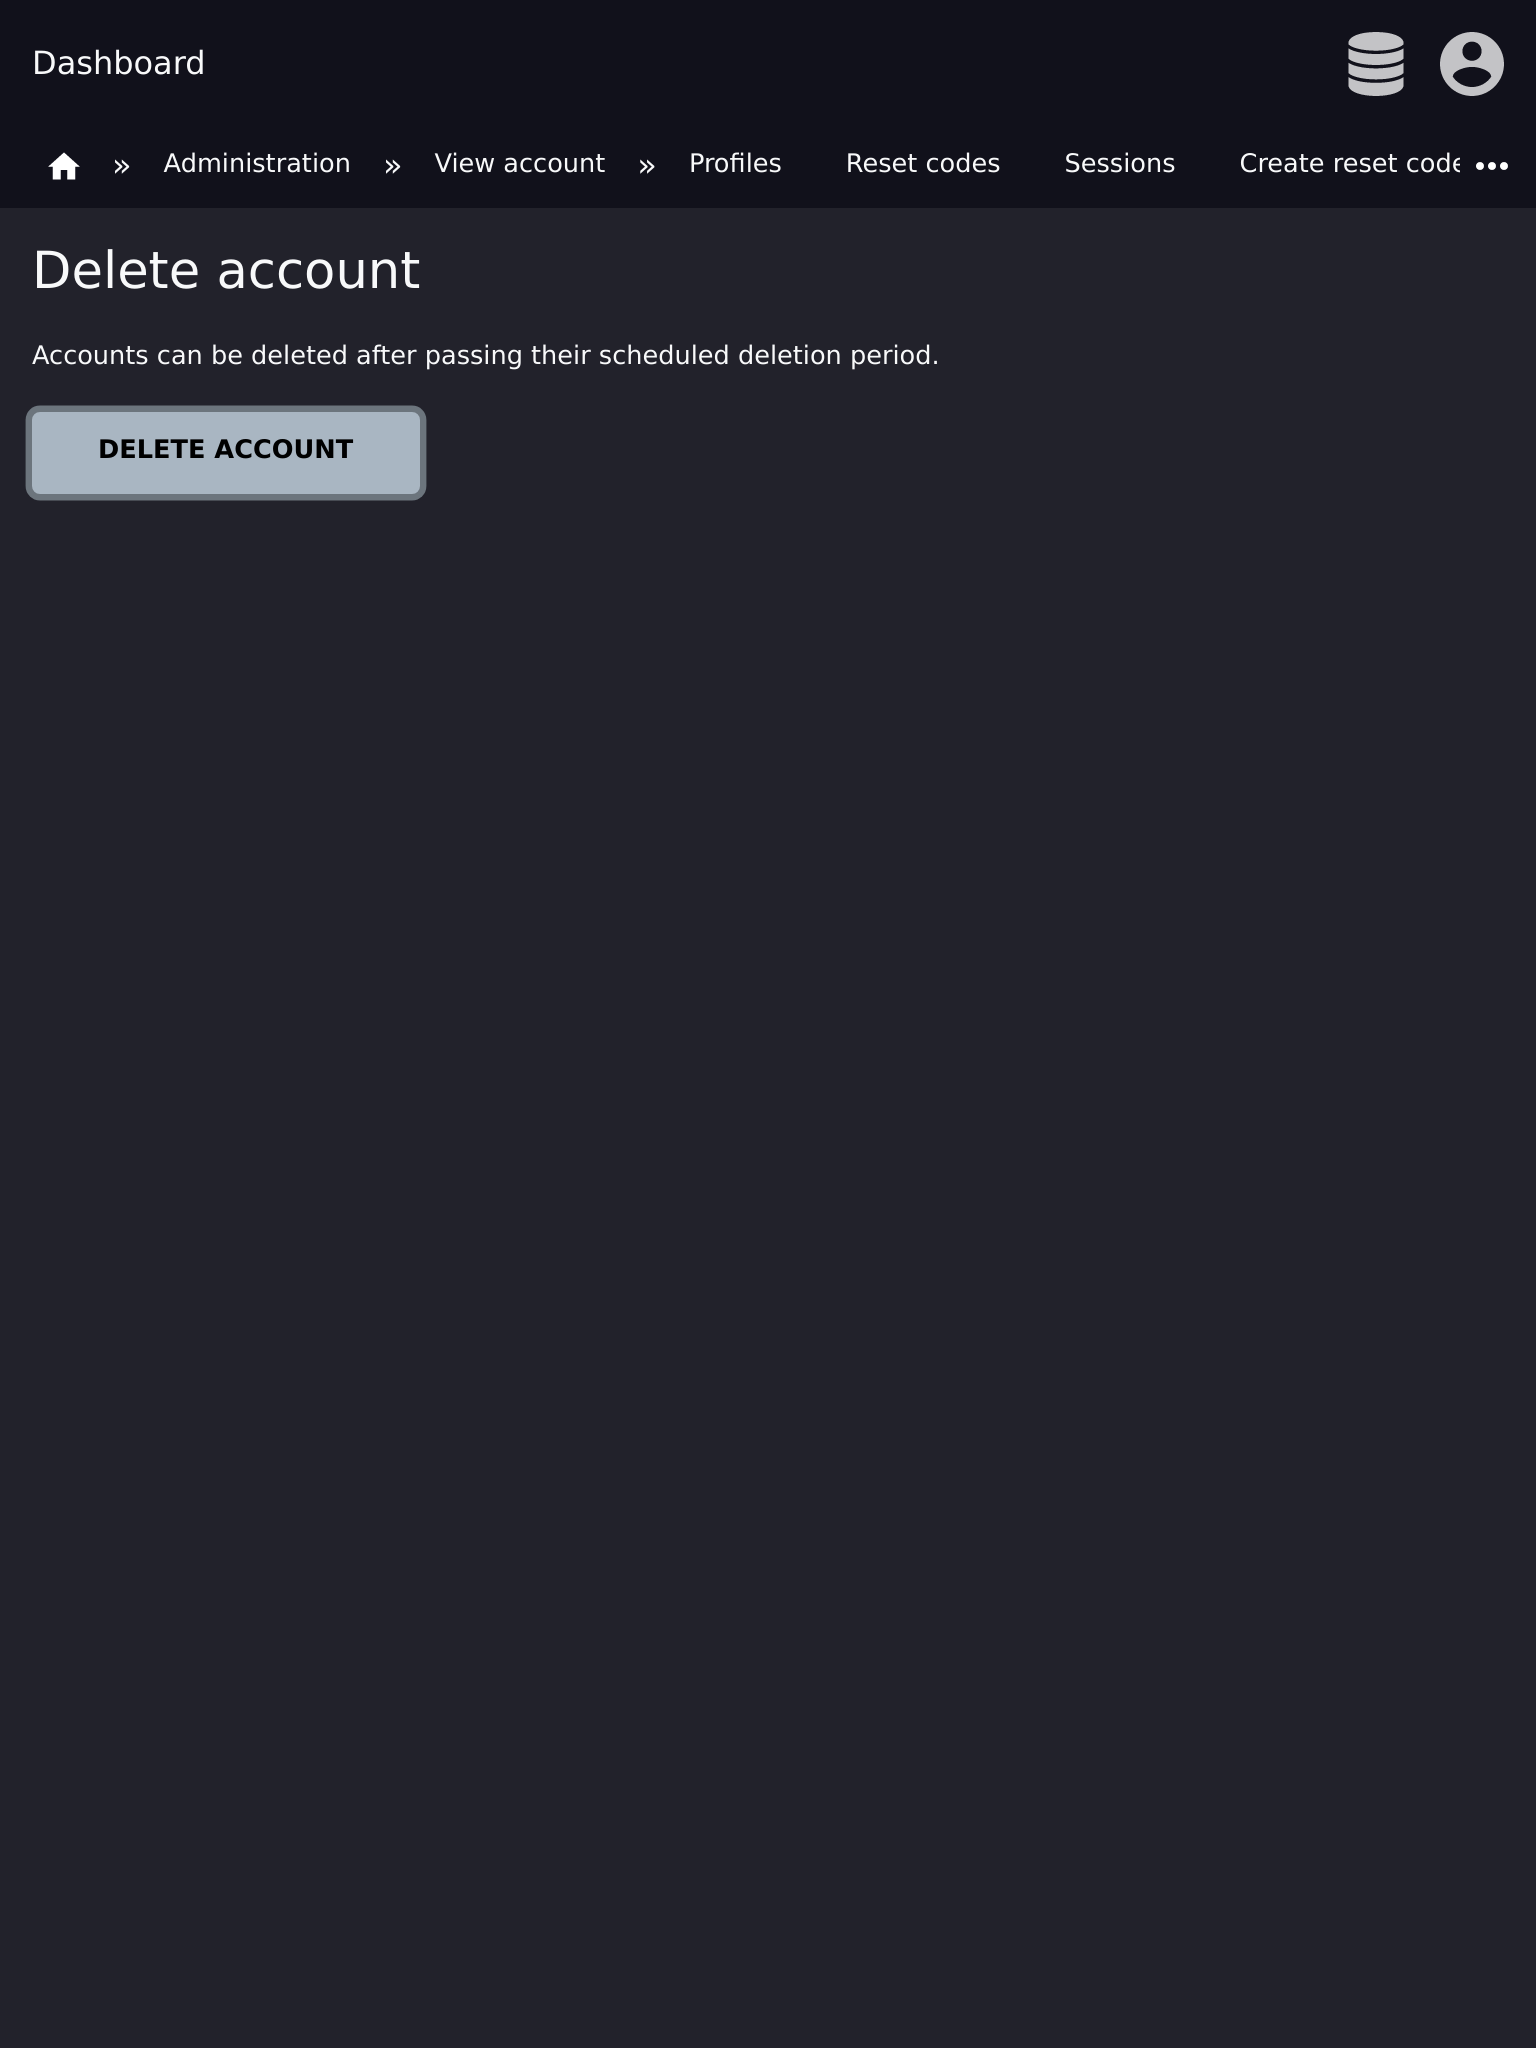 Dashboard
» Administration » View account » Profiles Reset codes Sessions Create reset code
Delete account
Accounts can be deleted after passing their scheduled deletion period.
DELETE ACCOUNT